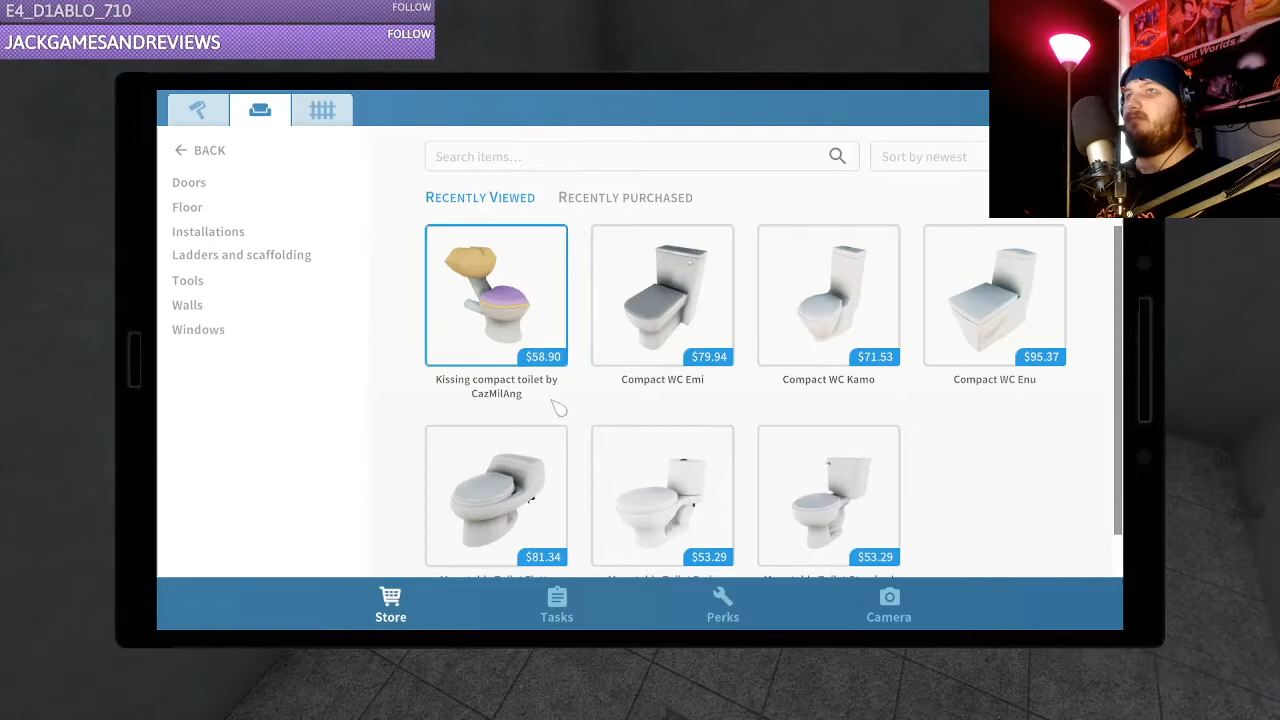 E4_D1ABLO_710
FOLLOW
JACKGAMESANDREVIEWS
FOLLOW
BACK
Doors
Floor
Installations
Ladders and scaffolding
Tools
Walls
Windows
Search items...
Sort by newest
RECENTLY VIEWED
RECENTLY PURCHASED
$58.90
$79.94
$71.53
$95.37
Kissing compact toilet by
CazMilAng
Compact WC Emi
Compact WC Kamo
Compact WC Enu
$81.34
$53.29
$53.29
Store
Tasks
Perks
Camera